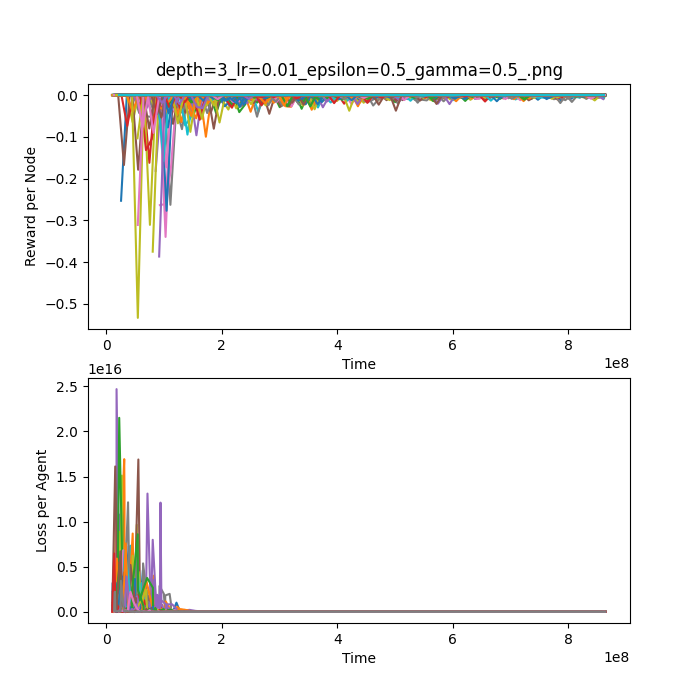 depth=3_lr=0.01_epsilon=0.5_gamma=0.5_.png
0.0
−0.1
−0.2
−0.3
−0.4
−0.5
Reward per Node
0 2 4 6 8
Time
1e8
1e16
2.5
2.0
1.5
1.0
0.5
0.0
Loss per Agent
0 2 4 6 8
Time
1e8